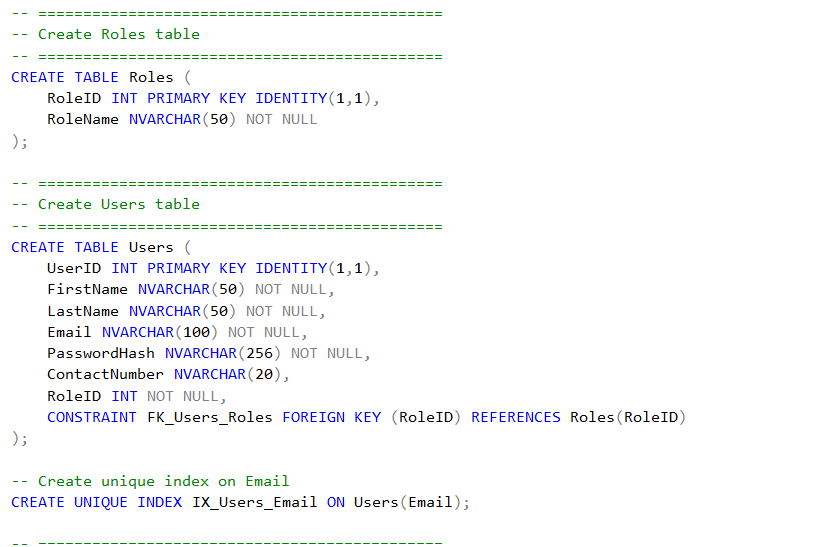 -- =============================================
-- Create Roles table
-- =============================================
CREATE TABLE Roles (
    RoleID INT PRIMARY KEY IDENTITY(1,1),
    RoleName NVARCHAR(50) NOT NULL
);

-- =============================================
-- Create Users table
-- =============================================
CREATE TABLE Users (
    UserID INT PRIMARY KEY IDENTITY(1,1),
    FirstName NVARCHAR(50) NOT NULL,
    LastName NVARCHAR(50) NOT NULL,
    Email NVARCHAR(100) NOT NULL,
    PasswordHash NVARCHAR(256) NOT NULL,
    ContactNumber NVARCHAR(20),
    RoleID INT NOT NULL,
    CONSTRAINT FK_Users_Roles FOREIGN KEY (RoleID) REFERENCES Roles(RoleID)
);

-- Create unique index on Email
CREATE UNIQUE INDEX IX_Users_Email ON Users(Email);

-- =============================================